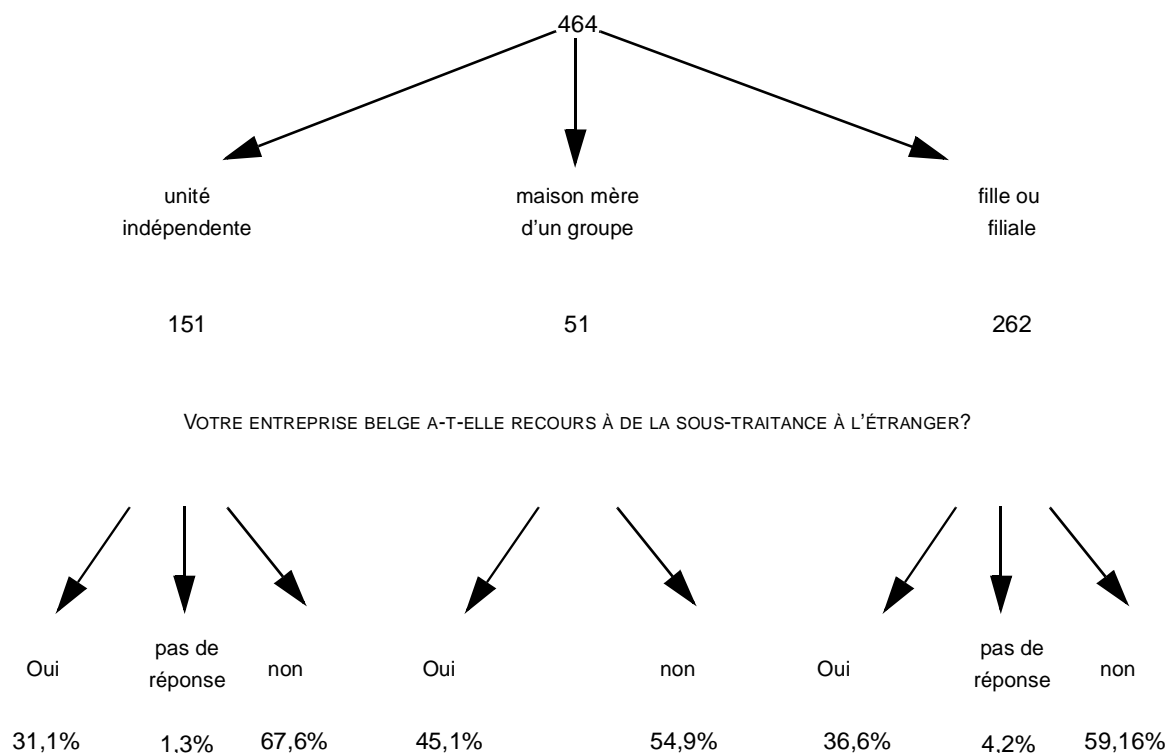 464
unité
indépendente
maison mère
d'un groupe
fille ou
filiale
151
51
262
VOTRE ENTREPRISE BELGE A-T-ELLE RECOURS À DE LA SOUS-TRAITANCE À L'ÉTRANGER?
Oui
pas de
réponse
non
Oui
non
Oui
pas de
réponse
non
31,1%
1,3%
67,6%
45,1%
54,9%
36,6%
4,2%
59,16%